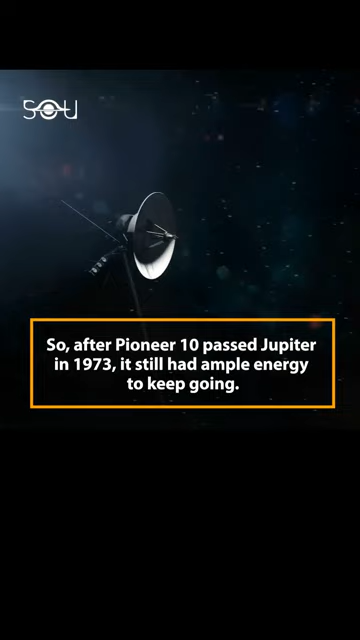 SOU
So, after Pioneer 10 passed Jupiter
in 1973, it still had ample energy
to keep going.